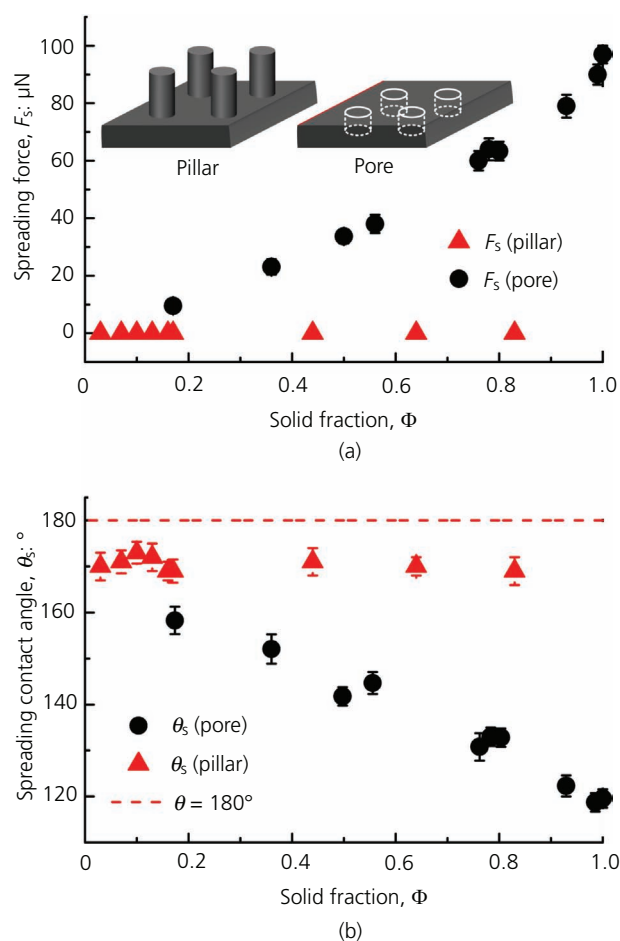 100
80
60
40
20
0
Spreading force, Fs: μN
Pillar
Pore
Fs (pillar)
Fs (pore)
0
0.2
0.4
0.6
0.8
1.0
Solid fraction, Φ
(a)
180
160
140
120
Spreading contact angle, θs: °
θs (pore)
θs (pillar)
θ = 180°
0
0.2
0.4
0.6
0.8
1.0
Solid fraction, Φ
(b)